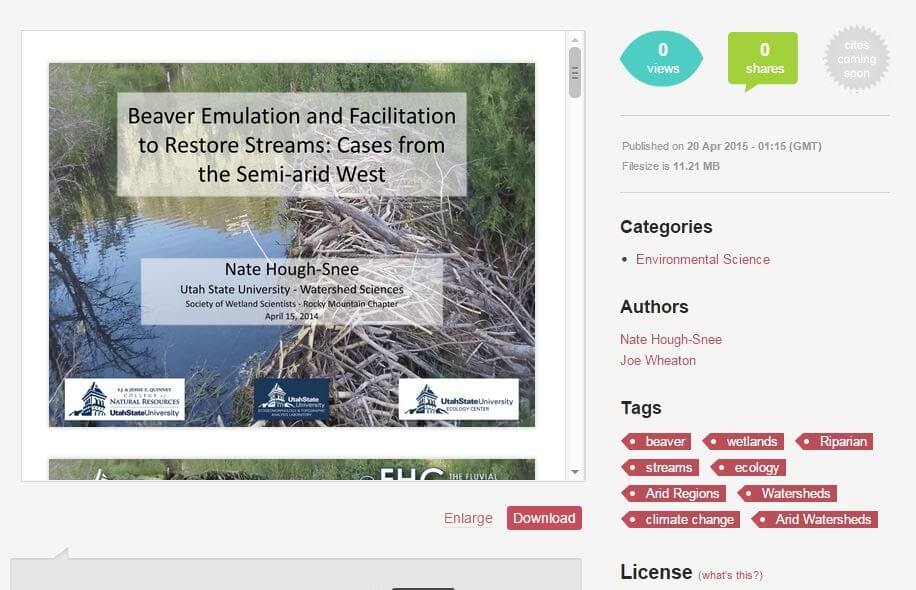 Beaver Emulation and Facilitation
to Restore Streams: Cases from
the Semi-arid West
Nate Hough-Snee
Utah State University - Watershed Sciences
Society of Wetland Scientists - Rocky Mountain Chapter
April 15, 2014
S.J. & JESSIE E. QUINNEY
COLLEGE of
NATURAL RESOURCES
UtahStateUniversity
UtahState
University
ECOGEOMORPHOLOGY & TOPOGRAPHIC
ANALYSIS LABORATORY
UtahStateUniversity
ECOLOGY CENTER
THE FLUVIAL
Enlarge
Download
0
views
0
shares
cites
coming
soon
Published on 20 Apr 2015 - 01:15 (GMT)
Filesize is 11.21 MB
Categories
Environmental Science
Authors
Nate Hough-Snee
Joe Wheaton
Tags
beaver wetlands Riparian
streams ecology
Arid Regions Watersheds
climate change Arid Watersheds
License (what's this?)